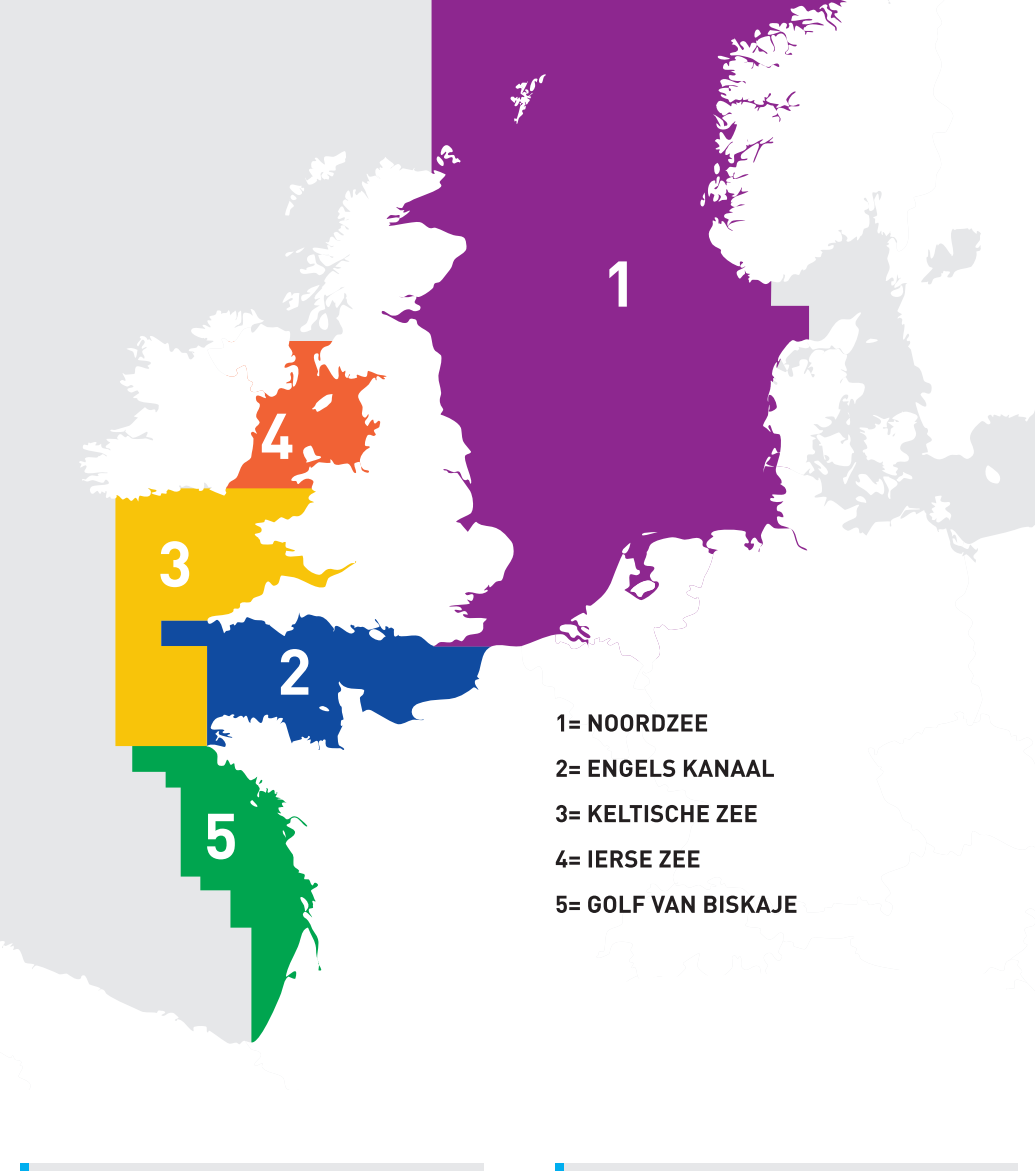 1
4
3
2
1= NOORDZEE
2= ENGELS KANAAL
3= KELTISCHE ZEE
5
4= IERSE ZEE
5= GOLF VAN BISKAJE